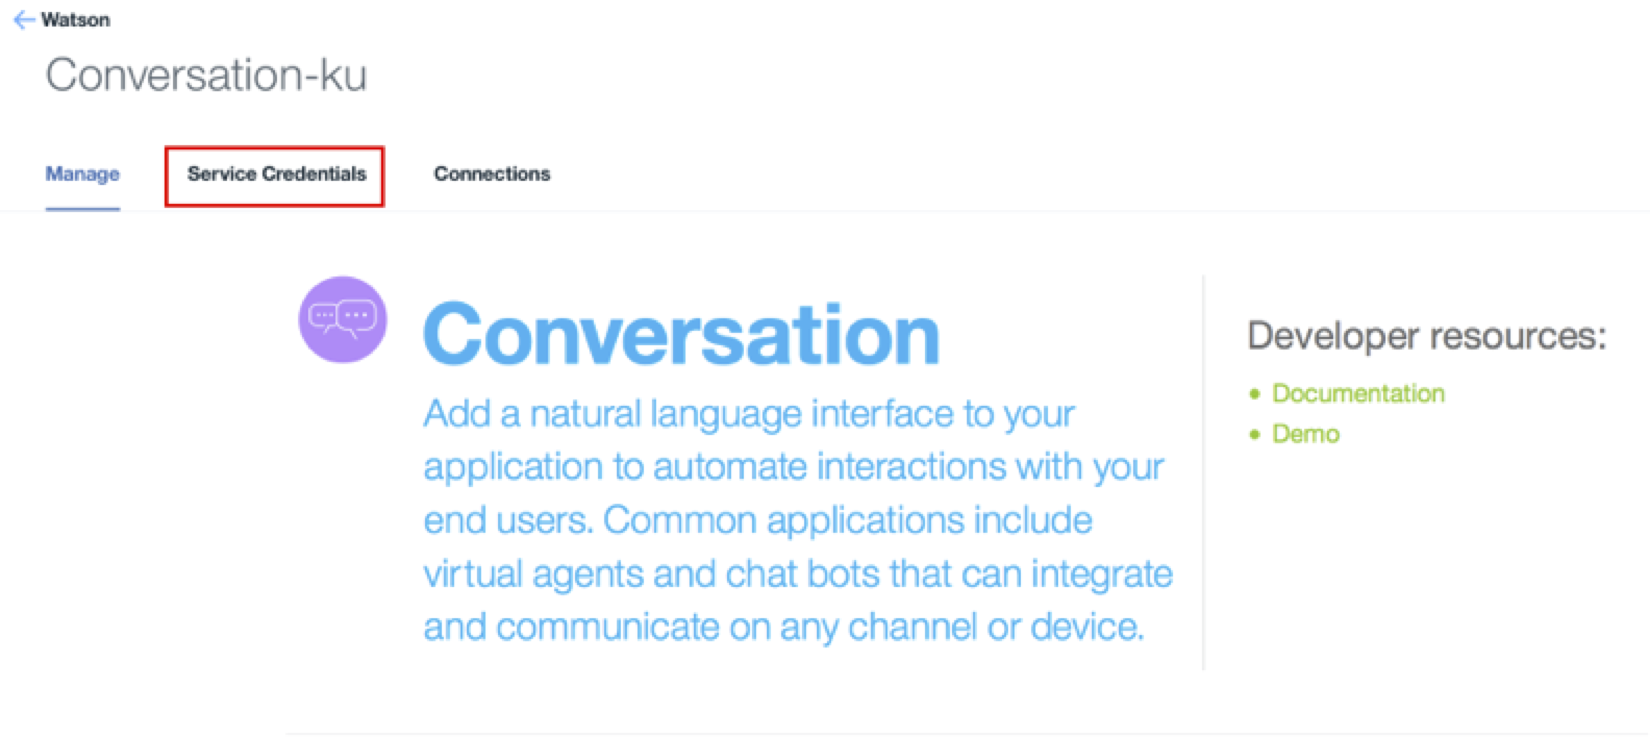 Watson
Conversation-ku
Manage
Service Credentials
Connections
Conversation
Add a natural language interface to your
application to automate interactions with your
end users. Common applications include
virtual agents and chat bots that can integrate
and communicate on any channel or device.
Developer resources:
Documentation
Demo